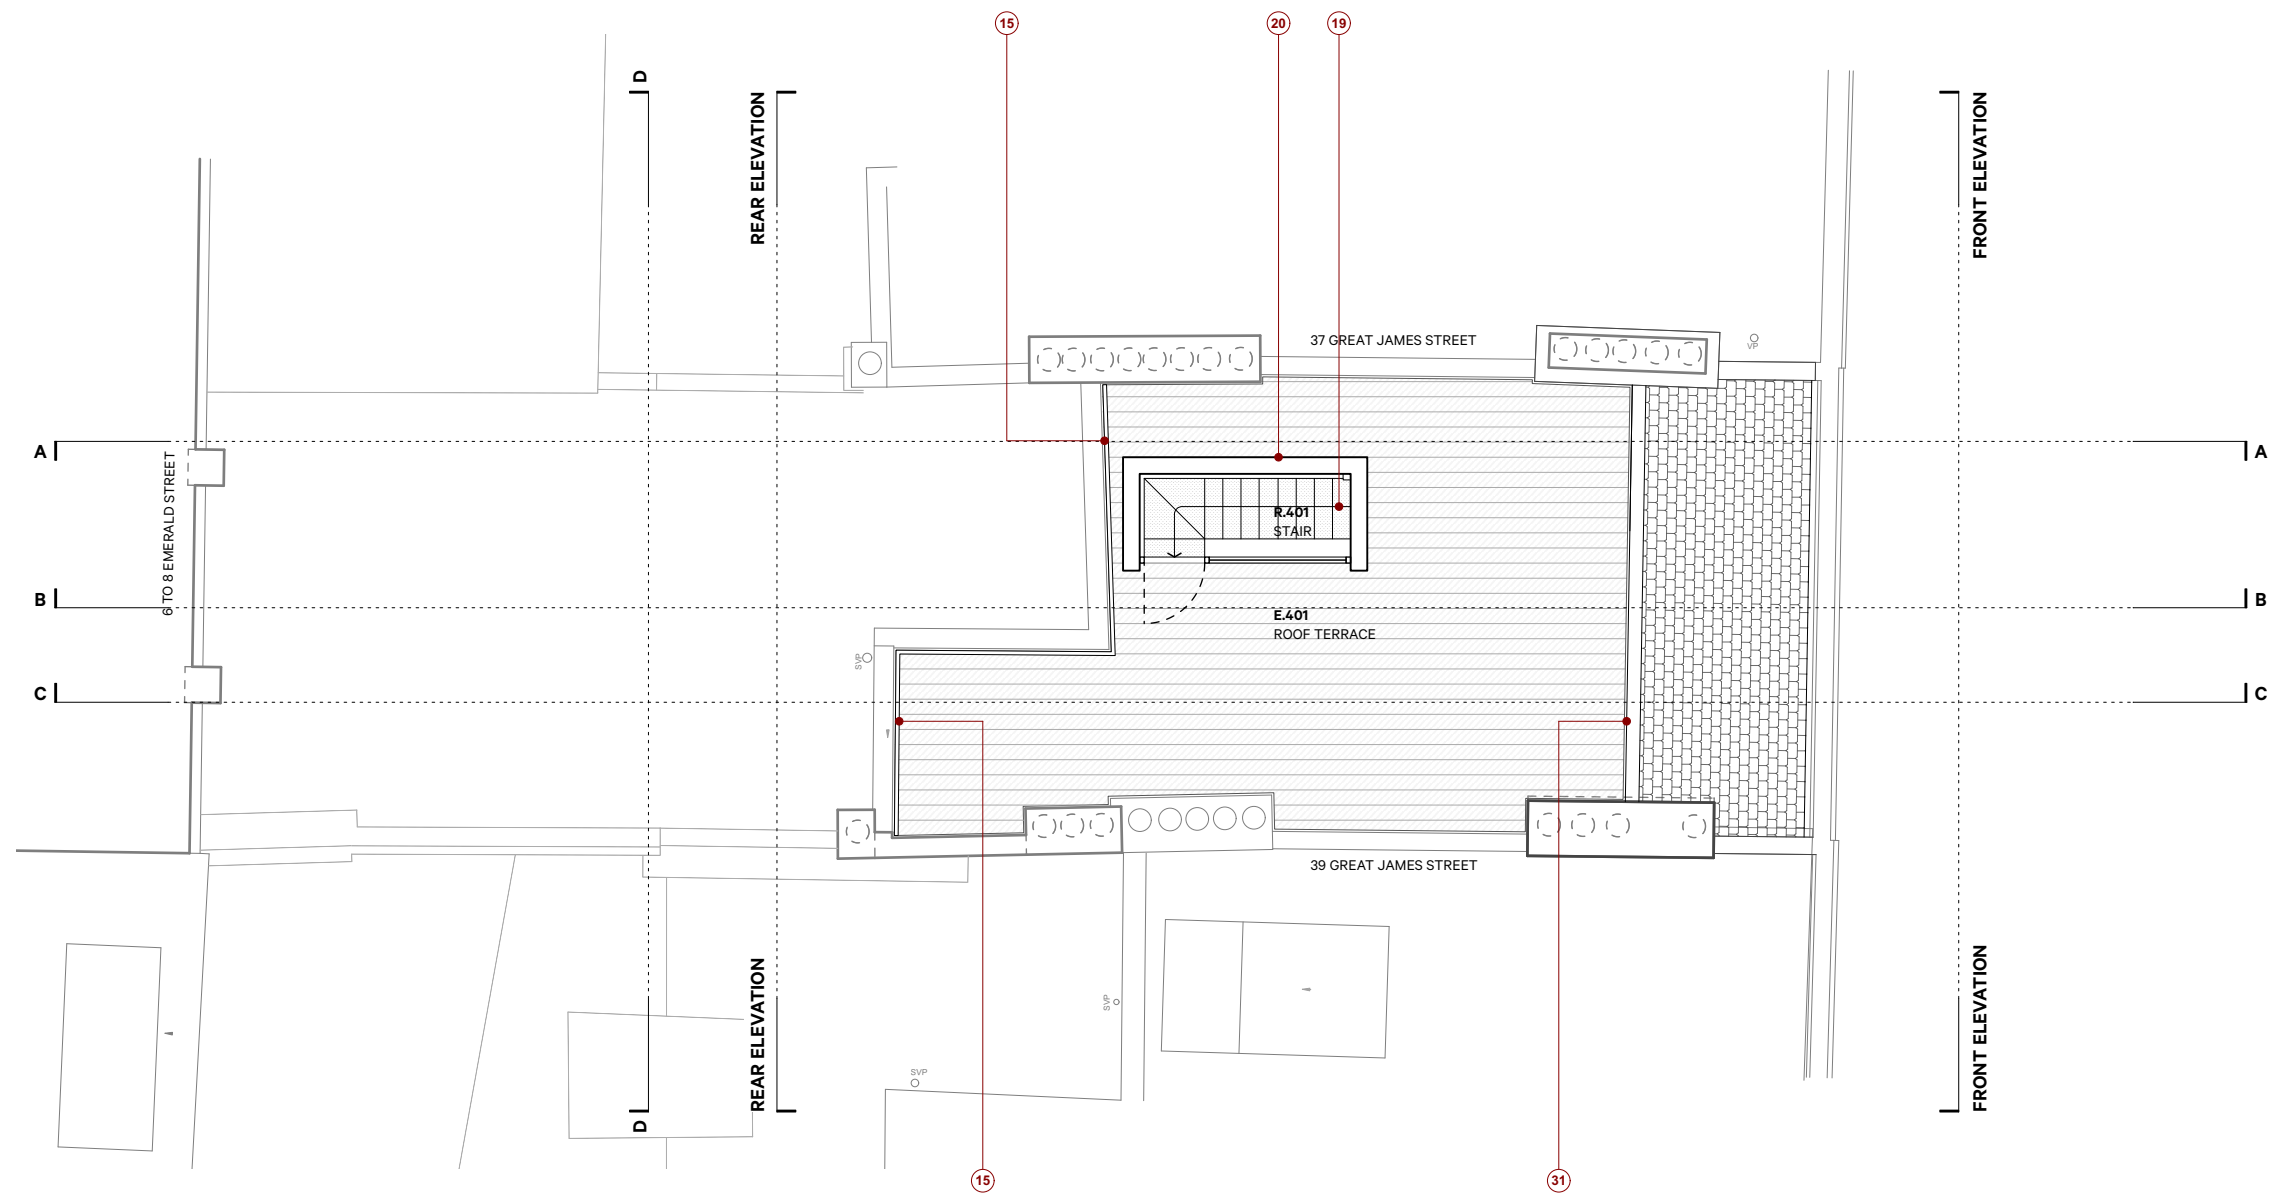 15
20
19
D
REAR ELEVATION
FRONT ELEVATION
37 GREAT JAMES STREET
VP
A
A
6 TO 8 EMERALD STREET
R.401
STAIR
B
B
E.401
ROOF TERRACE
SVP
C
C
39 GREAT JAMES STREET
REAR ELEVATION
FRONT ELEVATION
SVP
SVP
D
15
31